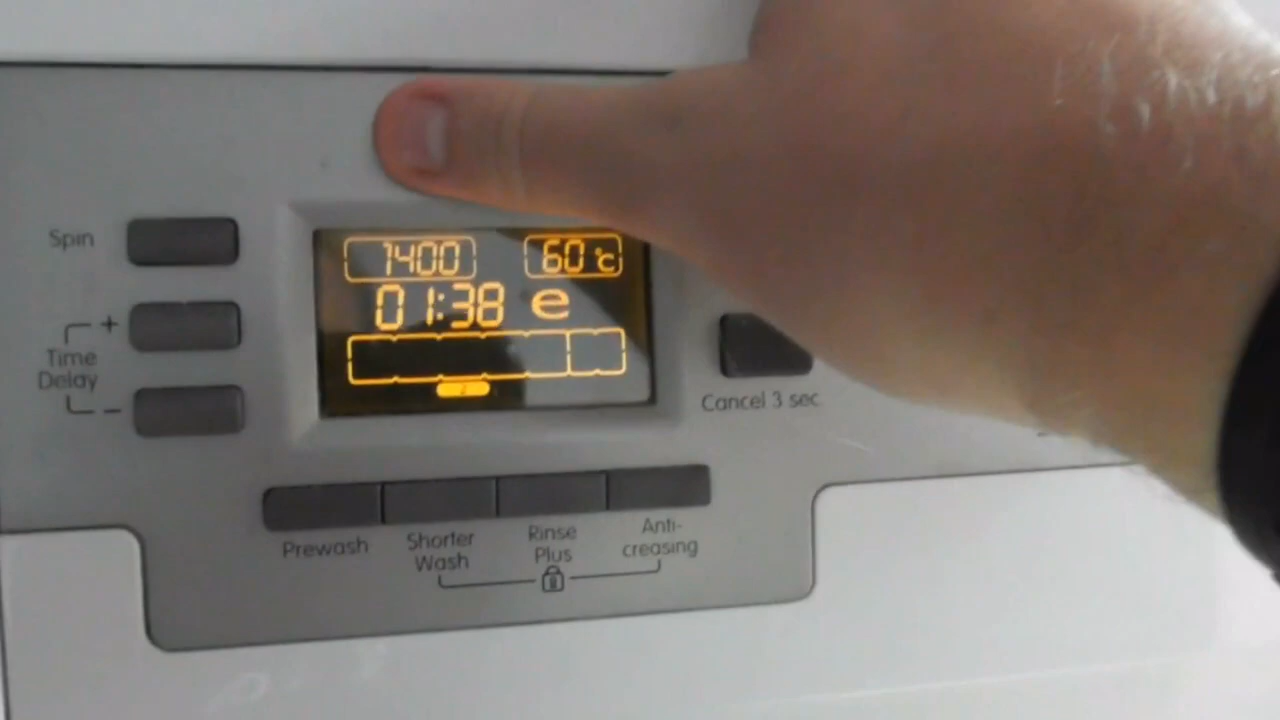 Spin
1400
60 °c
01:38 e
+
Time
Delay
−
Cancel 3 sec
Prewash
Shorter
Wash
Rinse
Plus
Anti-
creasing